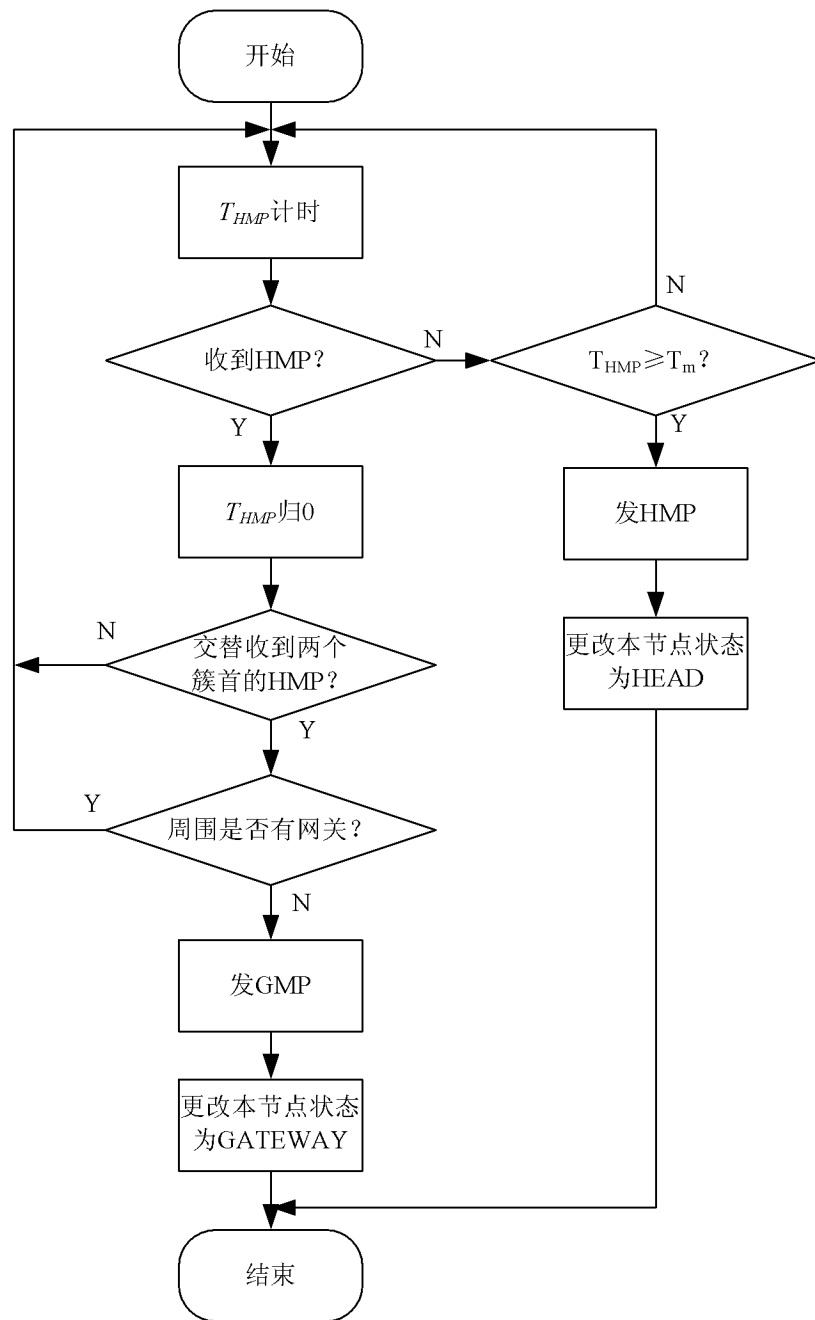 开始
T_HMP计时
N
收到HMP？
N
T_HMP≥T_m？
Y
Y
T_HMP归0
发HMP
N
交替收到两个
簇首的HMP？
更改本节点状态
为HEAD
Y
Y
周围是否有网关？
N
发GMP
更改本节点状态
为GATEWAY
结束